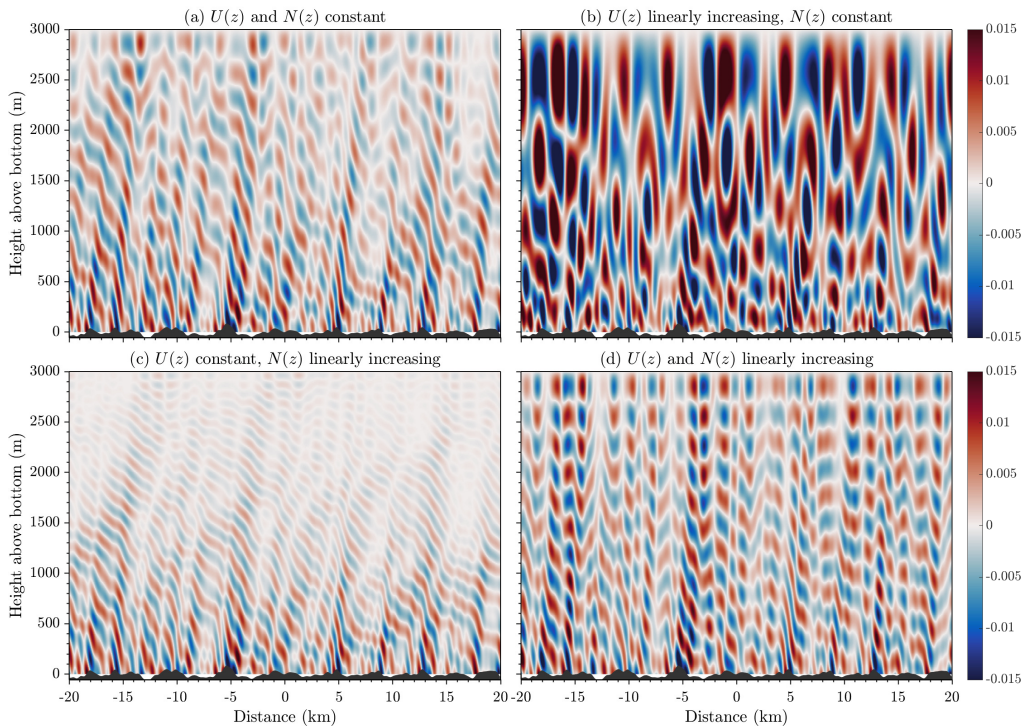 (a) U(z) and N(z) constant
(b) U(z) linearly increasing, N(z) constant
3000
2500
2000
1500
1000
500
0
Height above bottom (m)
0.015
0.01
0.005
0
-0.005
-0.01
-0.015
(c) U(z) constant, N(z) linearly increasing
(d) U(z) and N(z) linearly increasing
3000
2500
2000
1500
1000
500
0
Height above bottom (m)
-20 -15 -10 -5 0 5 10 15 20
Distance (km)
-20 -15 -10 -5 0 5 10 15 20
Distance (km)
0.015
0.01
0.005
0
-0.005
-0.01
-0.015